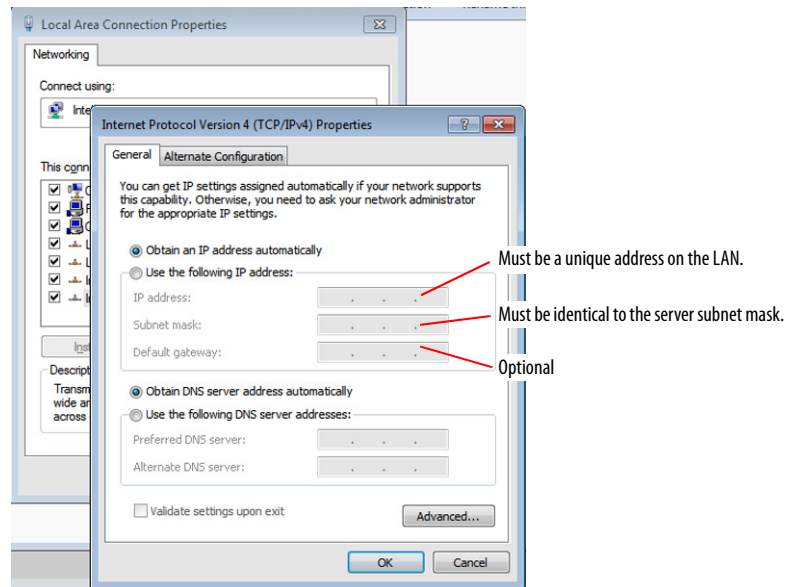 Local Area Connection Properties
Networking
Connect using:
This conn
Internet Protocol Version 4 (TCP/IPv4) Properties
General
Alternate Configuration
You can get IP settings assigned automatically if your network supports
this capability. Otherwise, you need to ask your network administrator
for the appropriate IP settings.
Obtain an IP address automatically
Use the following IP address:
IP address:
Subnet mask:
Default gateway:
Must be a unique address on the LAN.
Must be identical to the server subnet mask.
Optional
Descript
Transm
wide ar
across
Obtain DNS server address automatically
Use the following DNS server addresses:
Preferred DNS server:
Alternate DNS server:
Validate settings upon exit
Advanced...
OK
Cancel